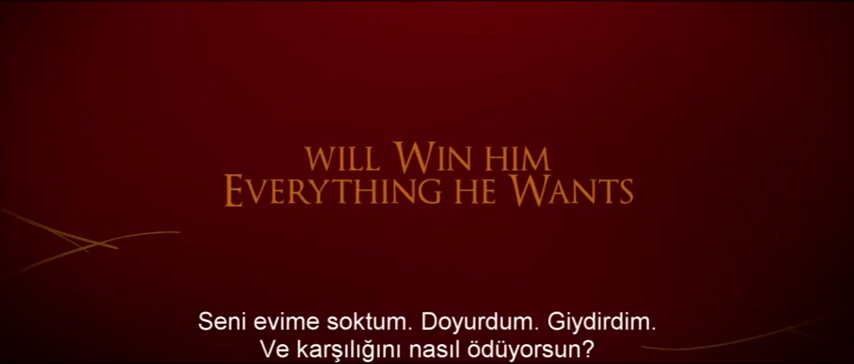 WILL WIN HIM
EVERYTHING HE WANTS
Seni evime soktum. Doyurdum. Giydirdim.
Ve karşılığını nasıl ödüyorsun?